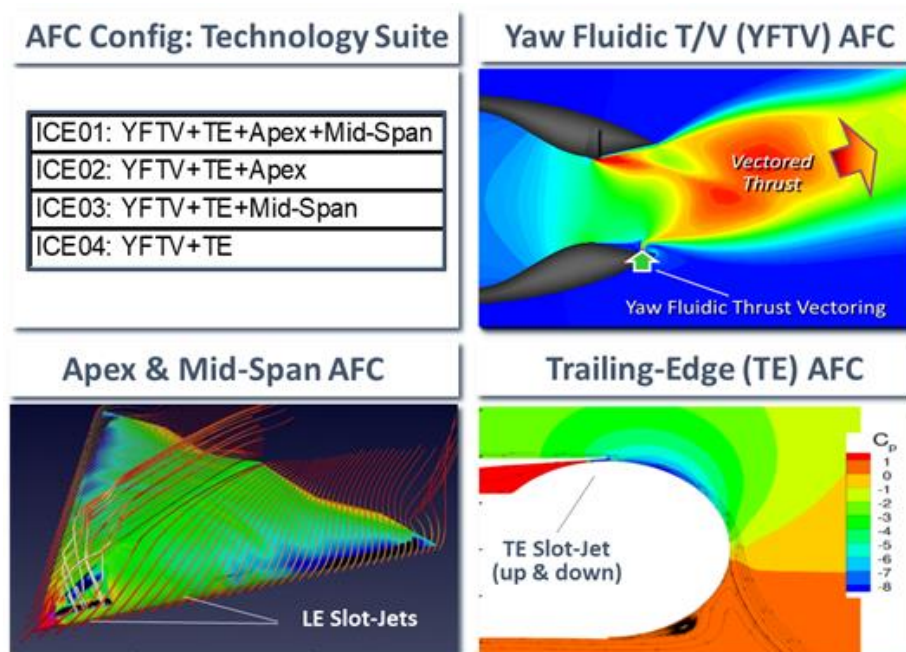 AFC Config: Technology Suite
ICE01: YFTV+TE+Apex+Mid-Span
ICE02: YFTV+TE+Apex
ICE03: YFTV+TE+Mid-Span
ICE04: YFTV+TE
Yaw Fluidic T/V (YFTV) AFC
Vectored
Thrust
Yaw Fluidic Thrust Vectoring
Apex & Mid-Span AFC
LE Slot-Jets
Trailing-Edge (TE) AFC
TE Slot-Jet
(up & down)
Cp
1
0
-1
-2
-3
-4
-5
-6
-7
-8